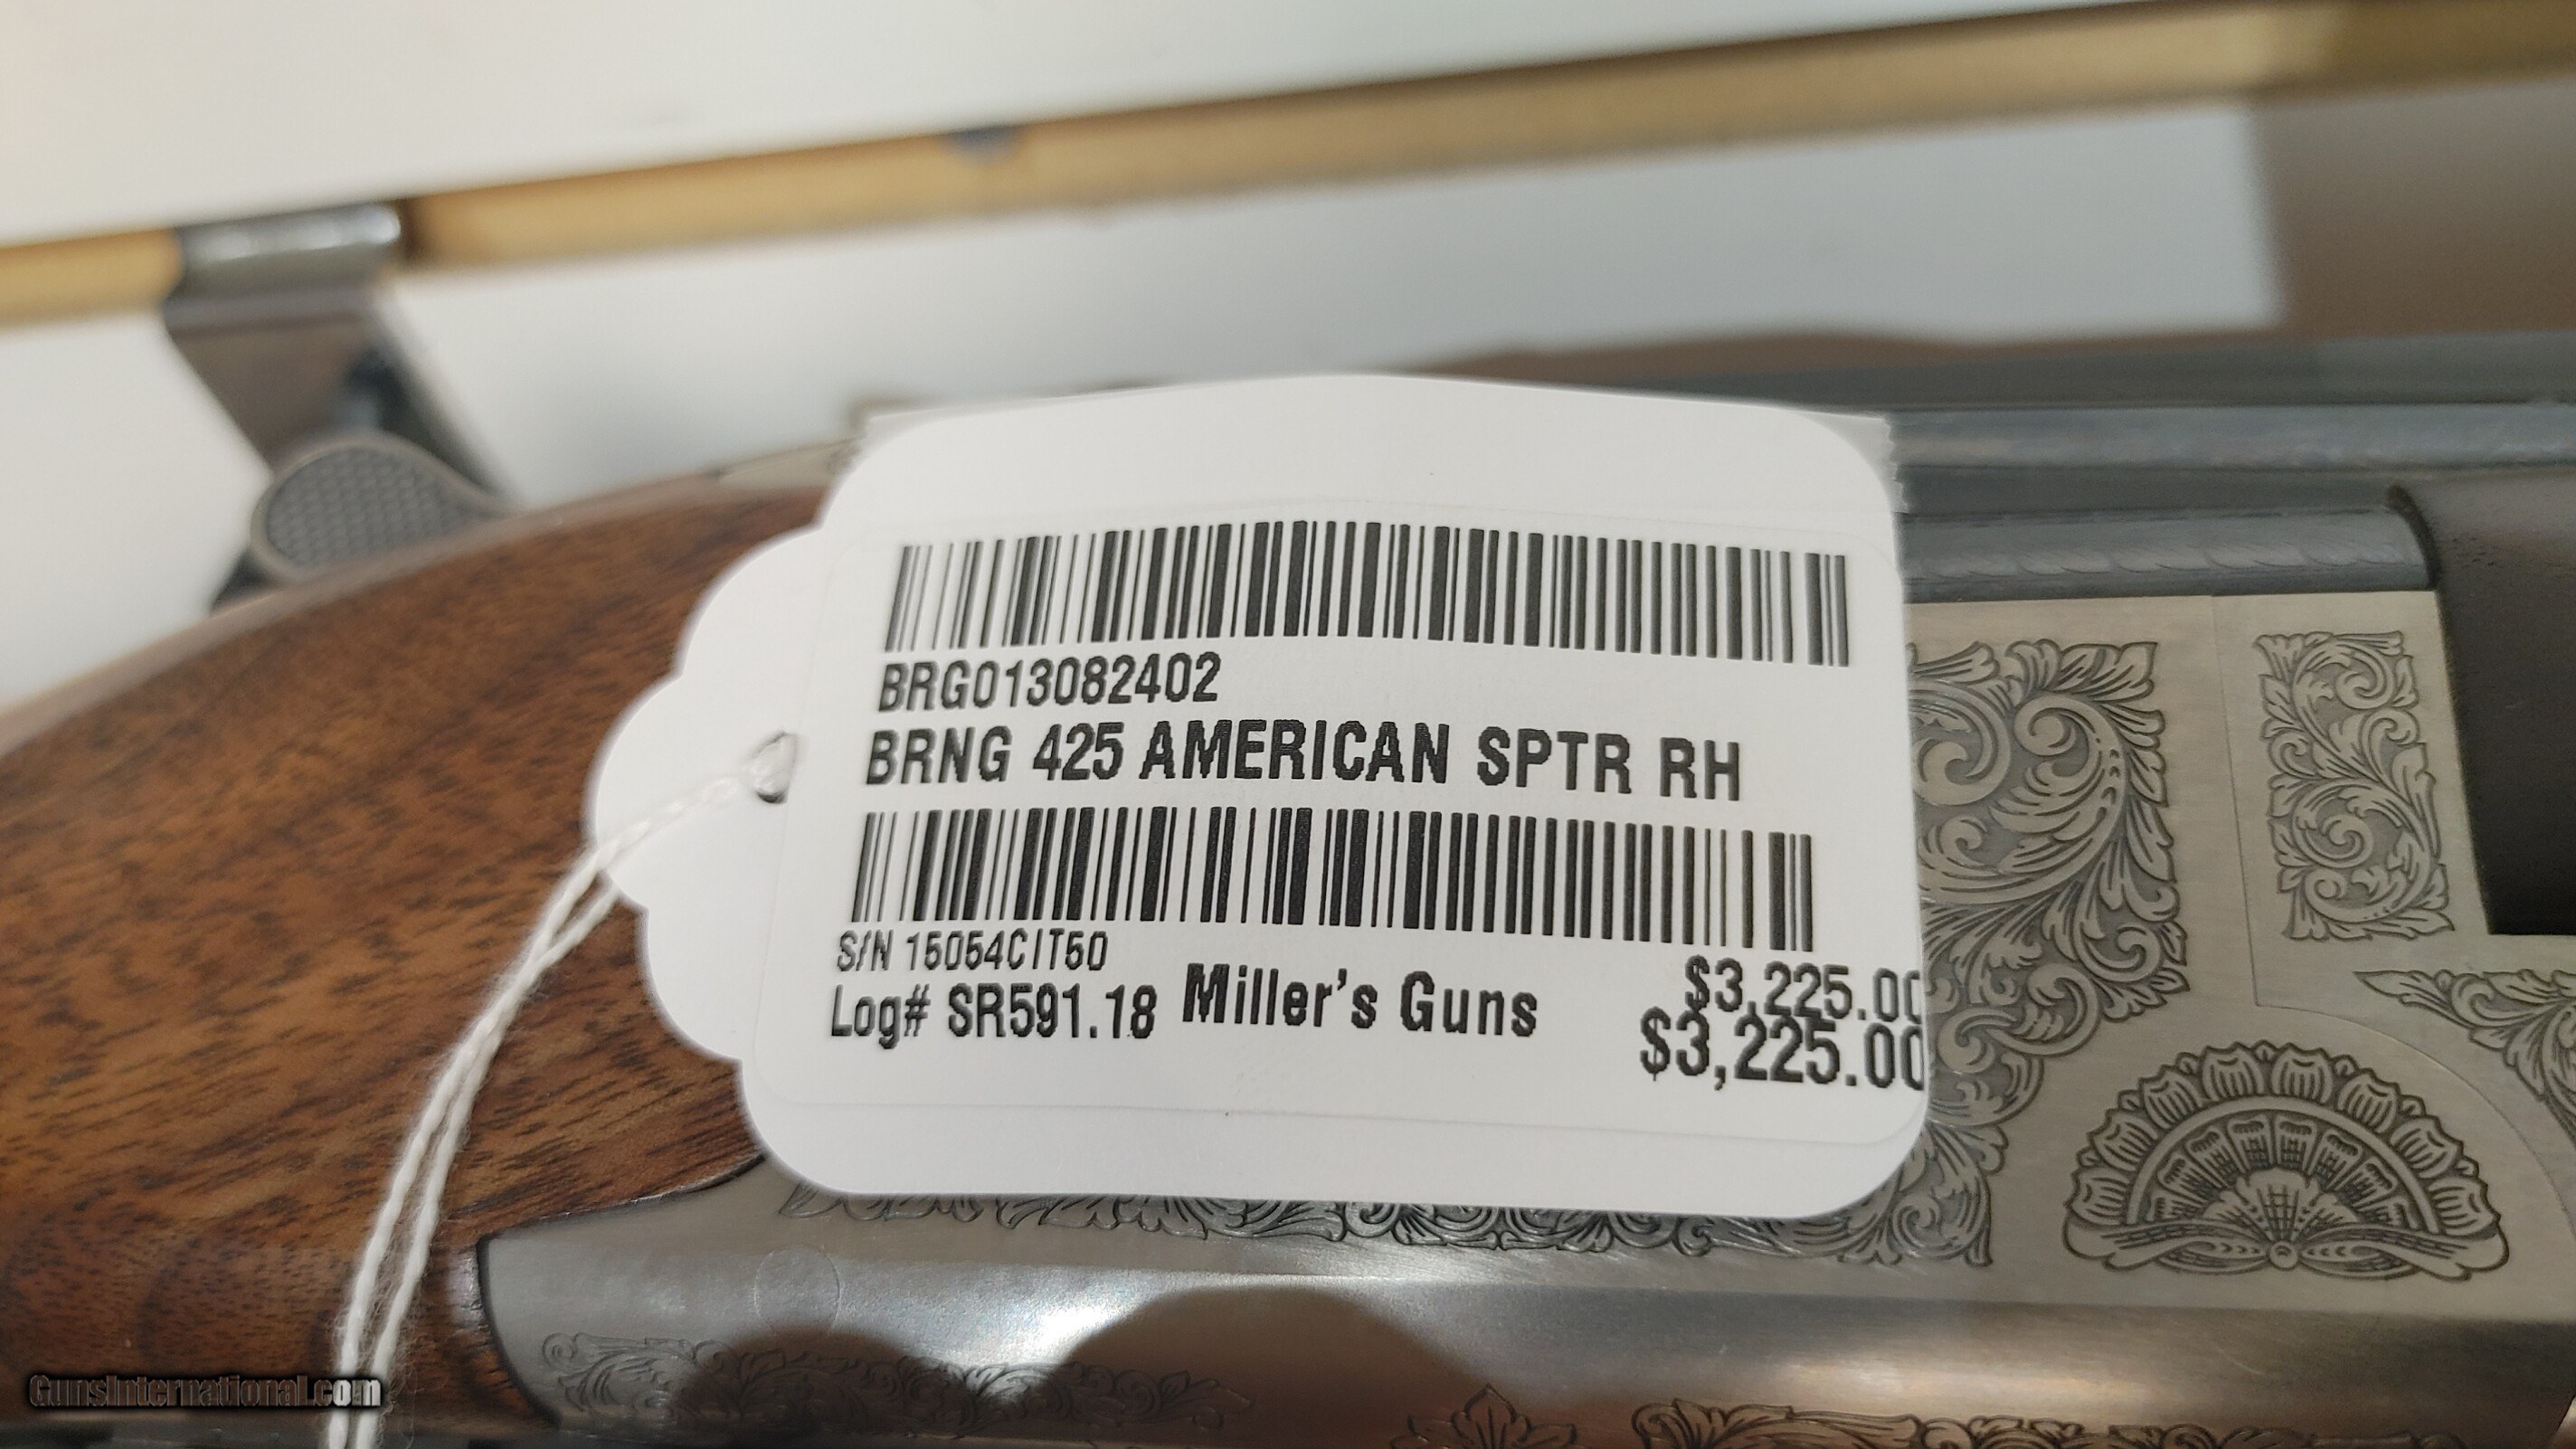 BRG013082402
BRNG 425 AMERICAN SPTR RH
S/N 15054CIT50
Log# SR591.18 Miller's Guns
$3,225.00
$3,225.00
GunsInternational.com